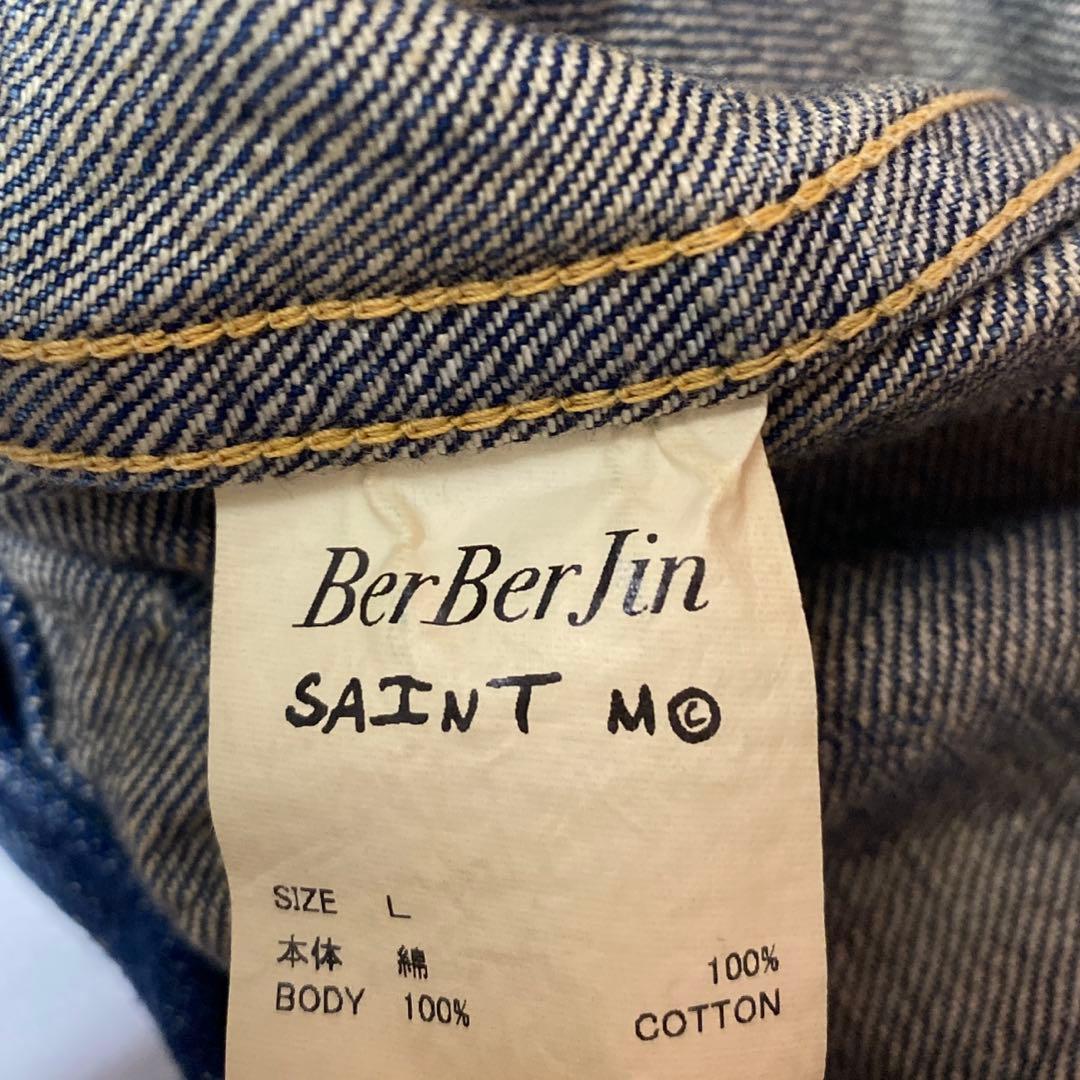 BerBerJin
SAINT M©
SIZE L
本体 綿 100%
BODY 100% COTTON